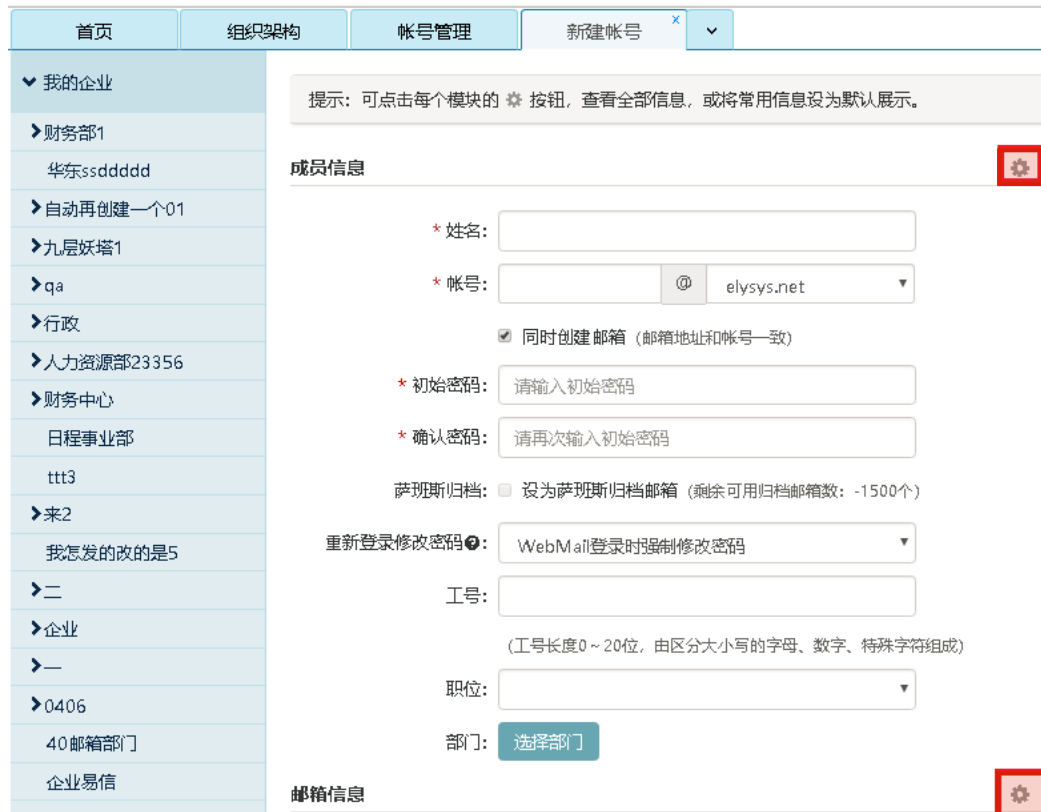 首页 组织架构 帐号管理 新建帐号 x
我的企业
财务部1
华东ssddddd
自动再创建一个01
九层妖塔1
qa
行政
人力资源部23356
财务中心
日程事业部
ttt3
来2
我怎发的改的是5
二
企业
一
0406
40邮箱部门
企业易信
提示：可点击每个模块的 按钮，查看全部信息，或将常用信息设为默认展示。
成员信息
* 姓名：
* 帐号： @ elysys.net
同时创建邮箱（邮箱地址和帐号一致）
* 初始密码： 请输入初始密码
* 确认密码： 请再次输入初始密码
萨班斯归档： 设为萨班斯归档邮箱（剩余可用归档邮箱数：-1500个）
重新登录修改密码?： WebMail登录时强制修改密码
工号：
（工号长度0～20位，由区分大小写的字母、数字、特殊字符组成）
职位：
部门： 选择部门
邮箱信息